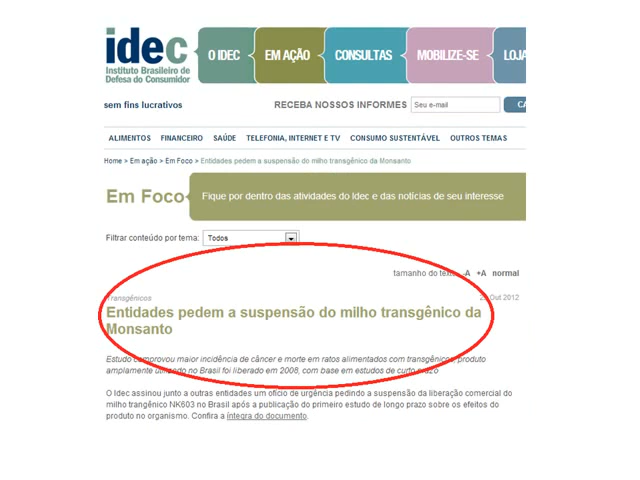 idec
Instituto Brasileiro de
Defesa do Consumidor
O IDEC
EM AÇÃO
CONSULTAS
MOBILIZE-SE
LOJA
sem fins lucrativos
RECEBA NOSSOS INFORMES
Seu e-mail
CA
ALIMENTOS FINANCEIRO SAÚDE TELEFONIA, INTERNET E TV CONSUMO SUSTENTÁVEL OUTROS TEMAS
Home > Em ação > Em Foco > Entidades pedem a suspensão do milho transgênico da Monsanto
Em Foco
Fique por dentro das atividades do Idec e das notícias de seu interesse
Filtrar conteúdo por tema: Todos
tamanho do texto -A +A normal
Transgênicos
Out 2012
Entidades pedem a suspensão do milho transgênico da
Monsanto
Estudo comprovou maior incidência de câncer e morte em ratos alimentados com transgênicos; produto
amplamente utilizado no Brasil foi liberado em 2008, com base em estudos de curto prazo
O Idec assinou junto a outras entidades um ofício de urgência pedindo a suspensão da liberação comercial do
milho trangênico NK603 no Brasil após a publicação do primeiro estudo de longo prazo sobre os efeitos do
produto no organismo. Confira a íntegra do documento.